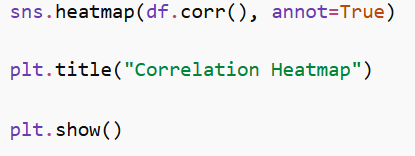 sns.heatmap(df.corr(), annot=True)
plt.title("Correlation Heatmap")
plt.show()